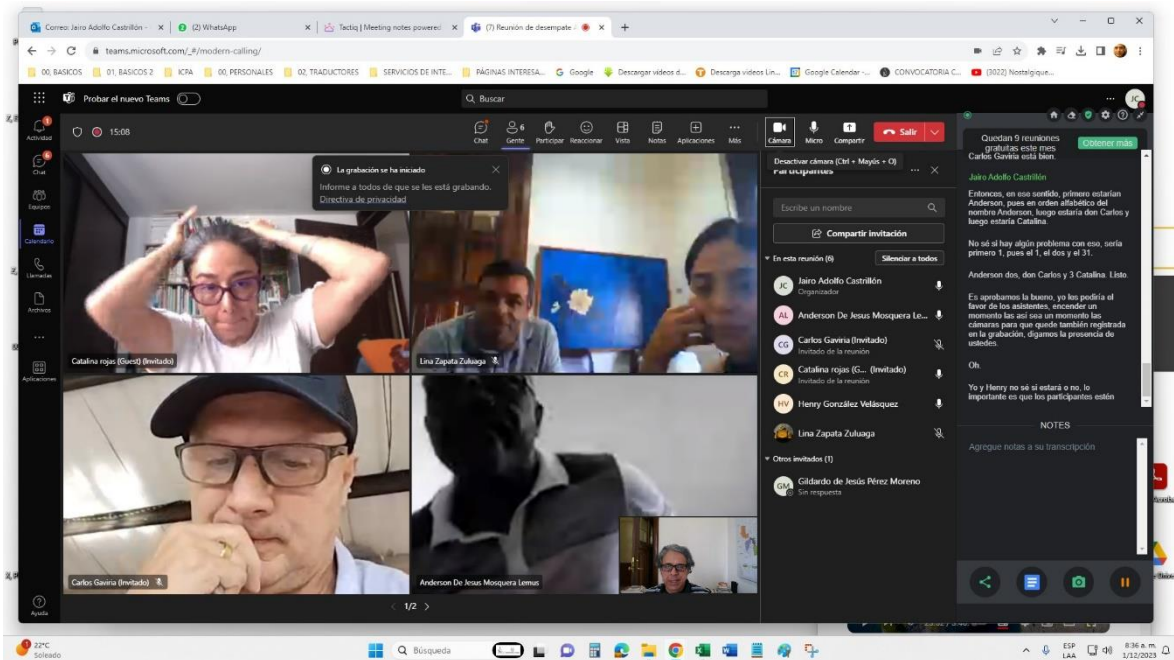 Correo: Jairo Adolfo Castrillón -
(2) WhatsApp
Tactiq | Meeting notes powered
(7) Reunión de desempate
teams.microsoft.com/_#/modern-calling/
00, BASICOS
01, BASICOS 2
ICPA
00, PERSONALES
02, TRADUCTORES
SERVICIOS DE INTE...
PÁGINAS INTERESA...
Google
Descargar vídeos d...
Descarga vídeos Lin...
Google Calendar -...
CONVOCATORIA C...
(3022) Nostalgique...
Probar el nuevo Teams
Buscar
JC
Actividad
Chat
Equipos
Calendario
Llamadas
Archivos
Aplicaciones
Ayuda
15:08
Chat
6
Gente
Participar
Reaccionar
Vista
Notas
Aplicaciones
Más
Cámara
Micro
Compartir
Salir
La grabación se ha iniciado
Informe a todos de que se les está grabando.
Directiva de privacidad
Desactivar cámara (Ctrl + Mayús + O)
Participantes
Escribe un nombre
Compartir invitación
En esta reunión (6)
Silenciar a todos
JC
Jairo Adolfo Castrillón
Organizador
AL
Anderson De Jesus Mosquera Le...
CG
Carlos Gaviria (Invitado)
Invitado de la reunión
CR
Catalina rojas (G... (Invitado)
Invitado de la reunión
HV
Henry González Velásquez
Lina Zapata Zuluaga
Otros invitados (1)
GM
Gildardo de Jesús Pérez Moreno
Sin respuesta
Catalina rojas (Guest) (Invitado)
Lina Zapata Zuluaga
Carlos Gaviria (Invitado)
Anderson De Jesus Mosquera Lemus
1/2
Quedan 9 reuniones
gratuitas este mes
Obtener más
Carlos Gaviria está bien.
Jairo Adolfo Castrillón
Entonces, en ese sentido, primero estarían
Anderson, pues en orden alfabético del
nombre Anderson, luego estaría don Carlos y
luego estaría Catalina.
No sé si hay algún problema con eso, sería
primero 1, pues el 1, el dos y el 31.
Anderson dos, don Carlos y 3 Catalina. Listo.
Es aprobamos la bueno, yo les pediría el
favor de los asistentes, encender un
momento las así sea un momento las
cámaras para que quede también registrada
en la grabación, digamos la presencia de
ustedes.
Oh.
Yo y Henry no sé si estará o no, lo
importante es que los participantes estén
NOTES
Agregue notas a su transcripción
22°C
Soleado
Búsqueda
ESP
LAA
8:36 a. m.
1/12/2023